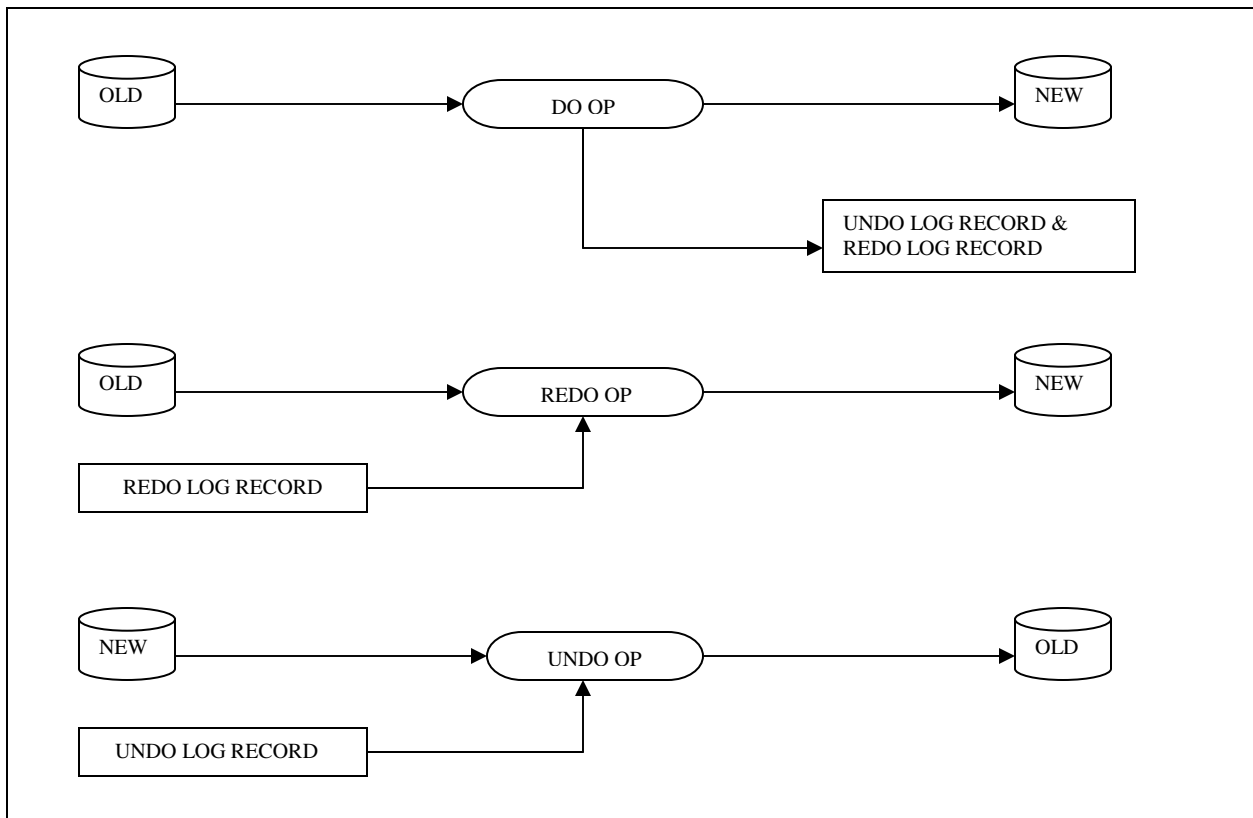 OLD
DO OP
NEW
UNDO LOG RECORD &
REDO LOG RECORD
OLD
REDO OP
NEW
REDO LOG RECORD
NEW
UNDO OP
OLD
UNDO LOG RECORD